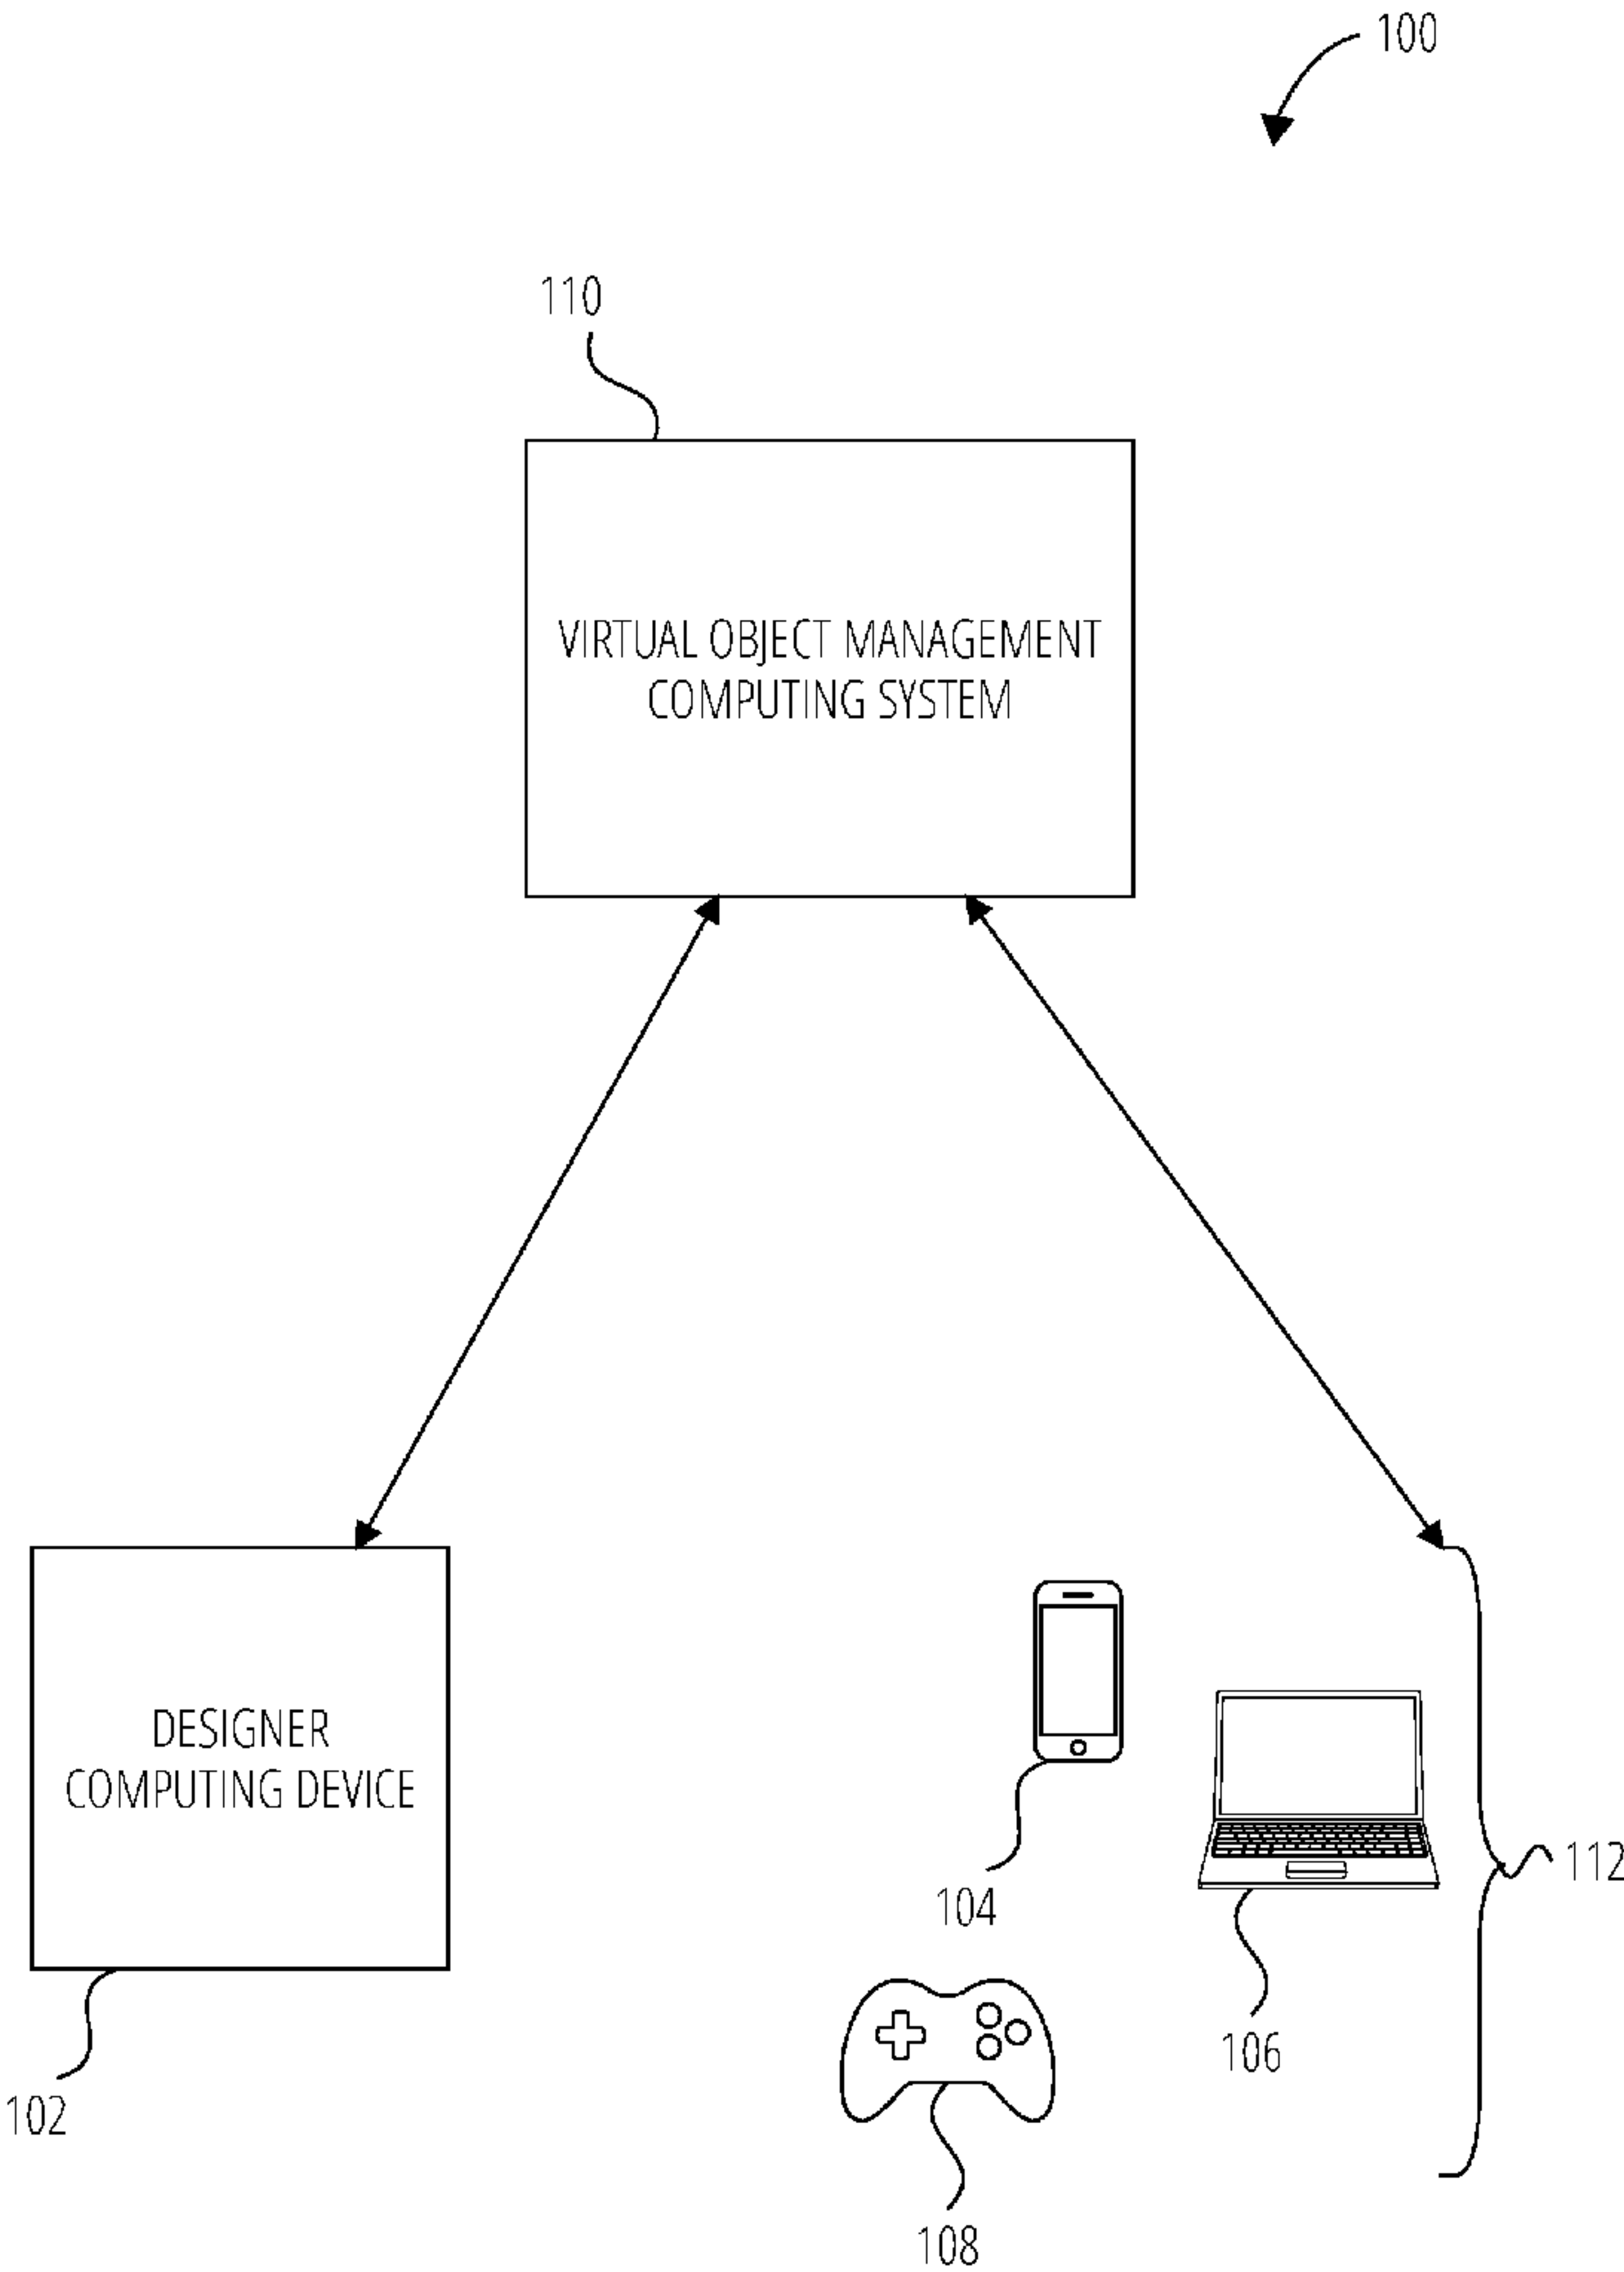 100
110
VIRTUAL OBJECT MANAGEMENT
COMPUTING SYSTEM
DESIGNER
COMPUTING DEVICE
112
104
106
102
108